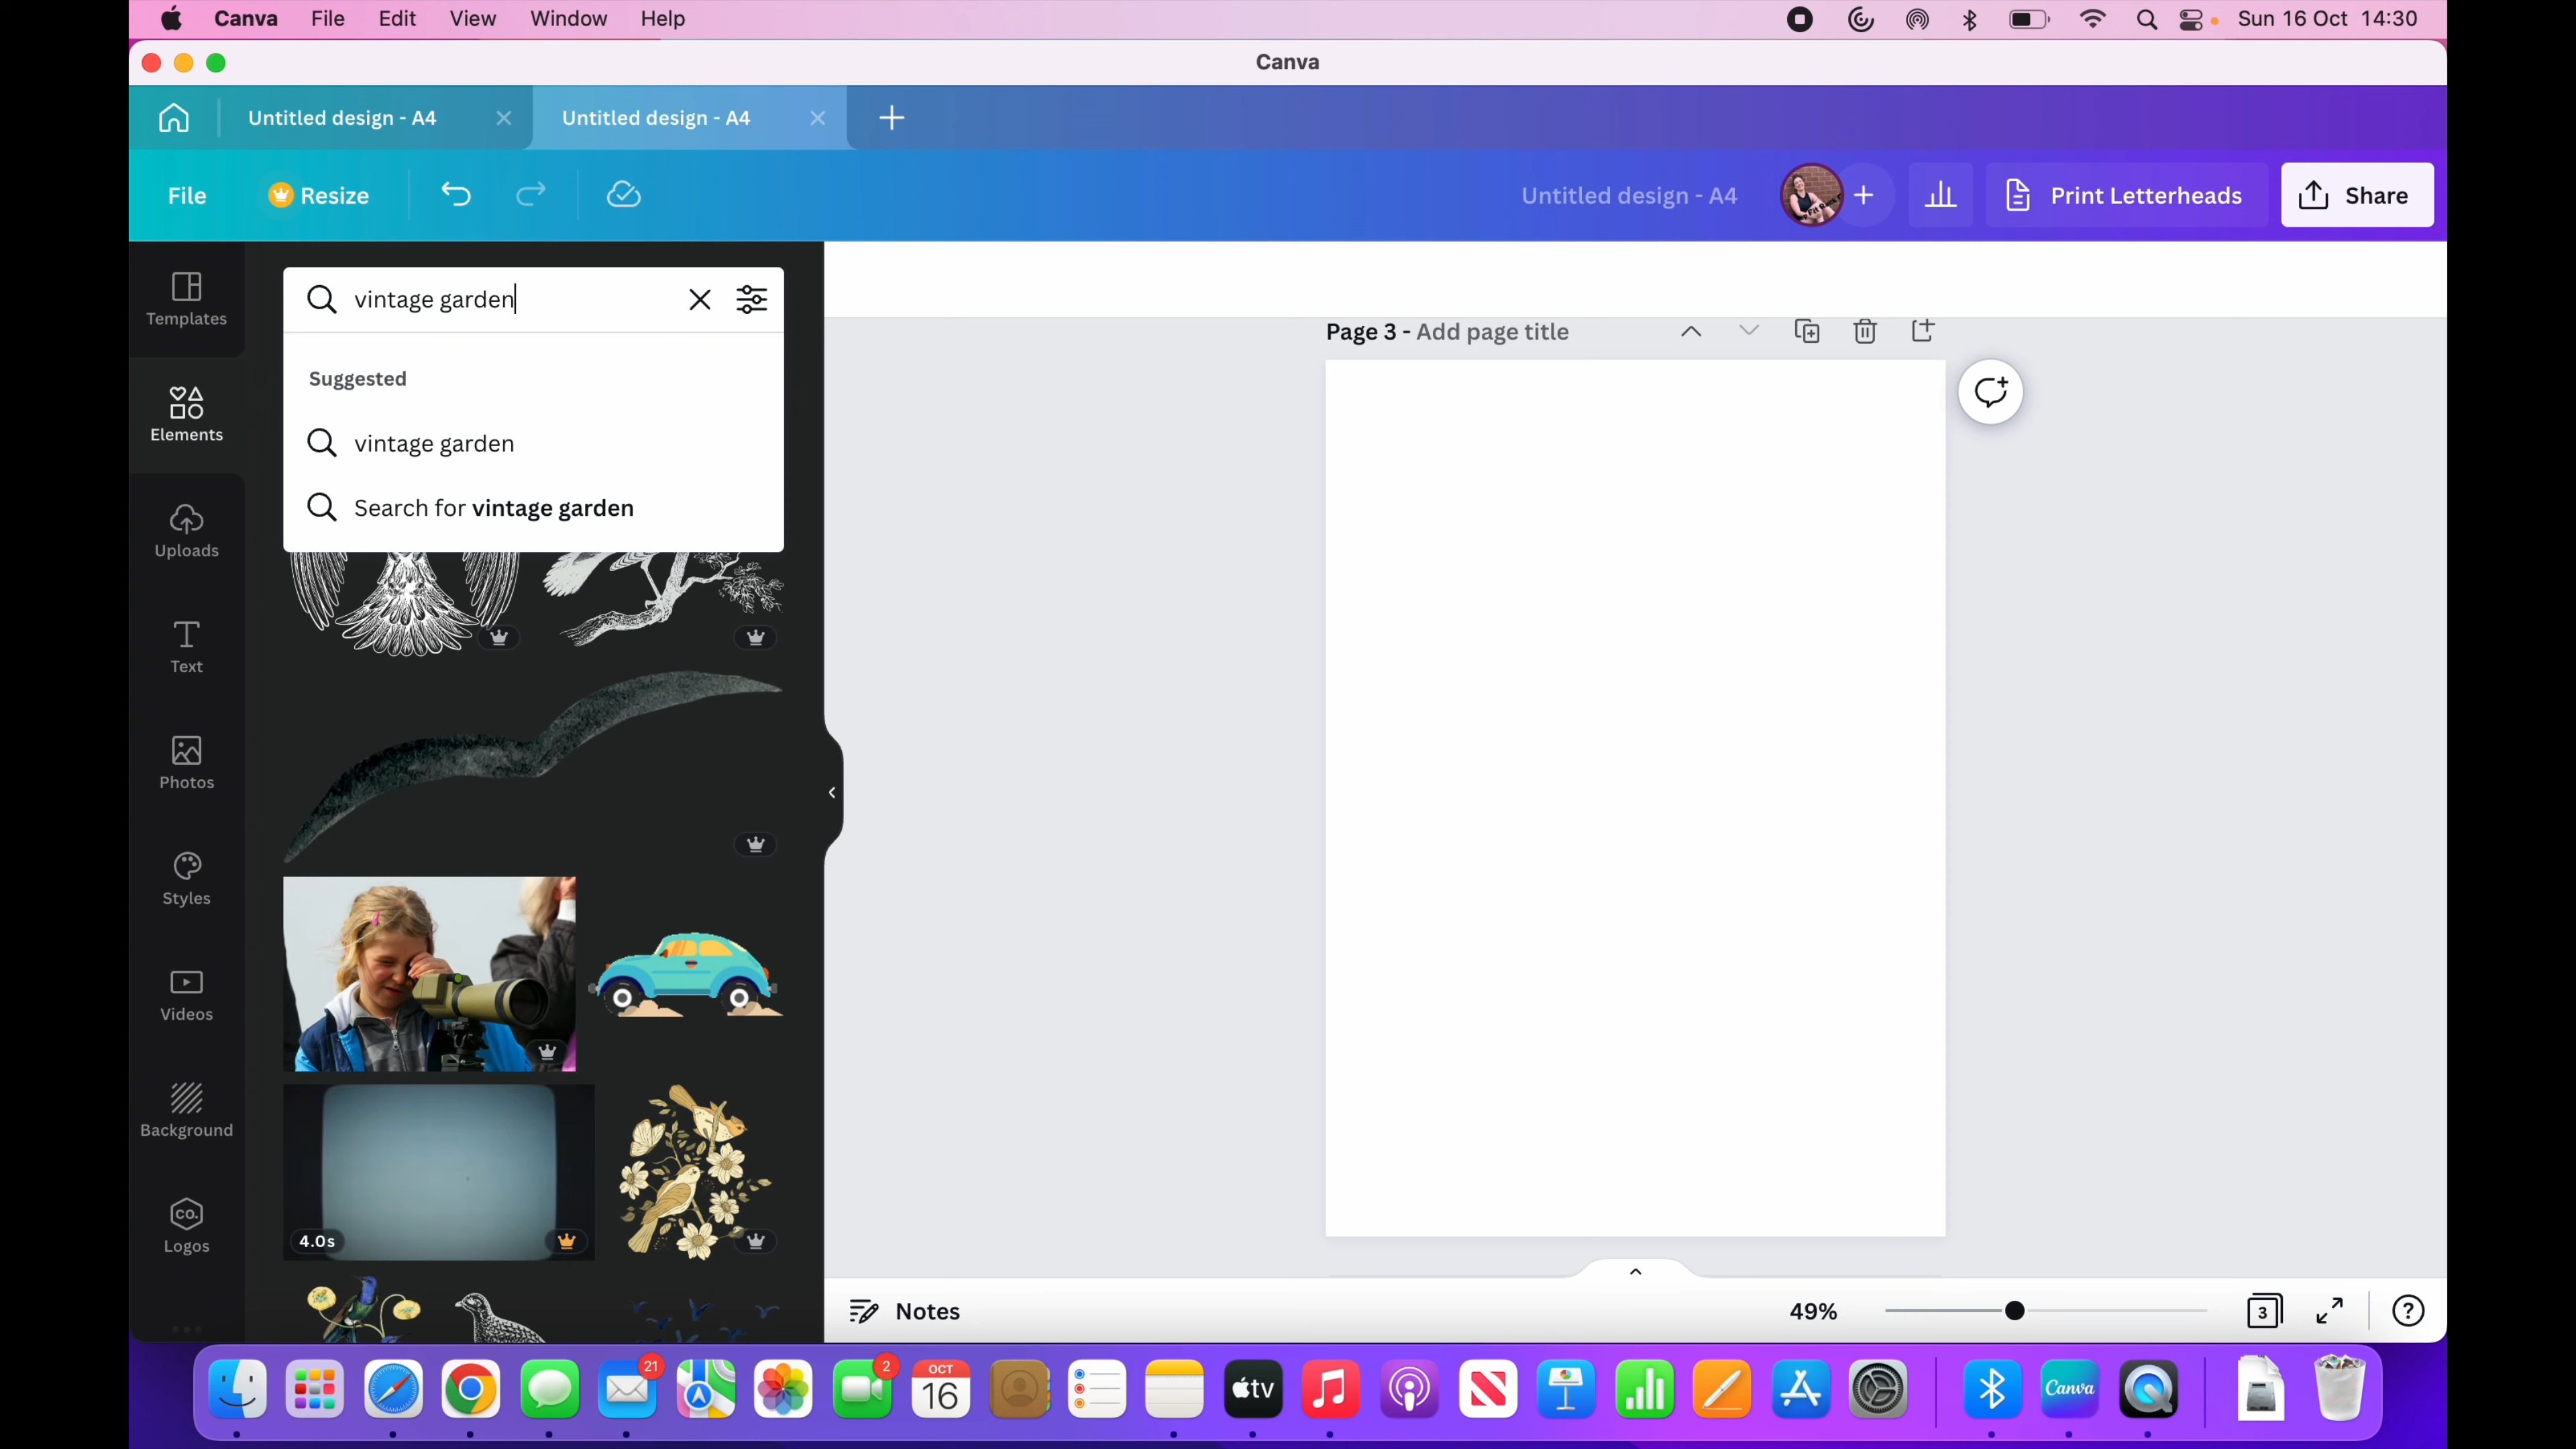 Canva File Edit View Window Help Sun 16 Oct 14:30
Canva
Untitled design - A4 Untitled design - A4
File Resize Untitled design - A4 Print Letterheads Share
vintage garden
Templates
Page 3 - Add page title
Suggested
Elements
vintage garden
Search for vintage garden
Uploads
Text
Photos
Styles
Videos
Background
4.0s
CO.
Logos
Notes 49% 3 ?
21 2 OCT 16 tv Canva